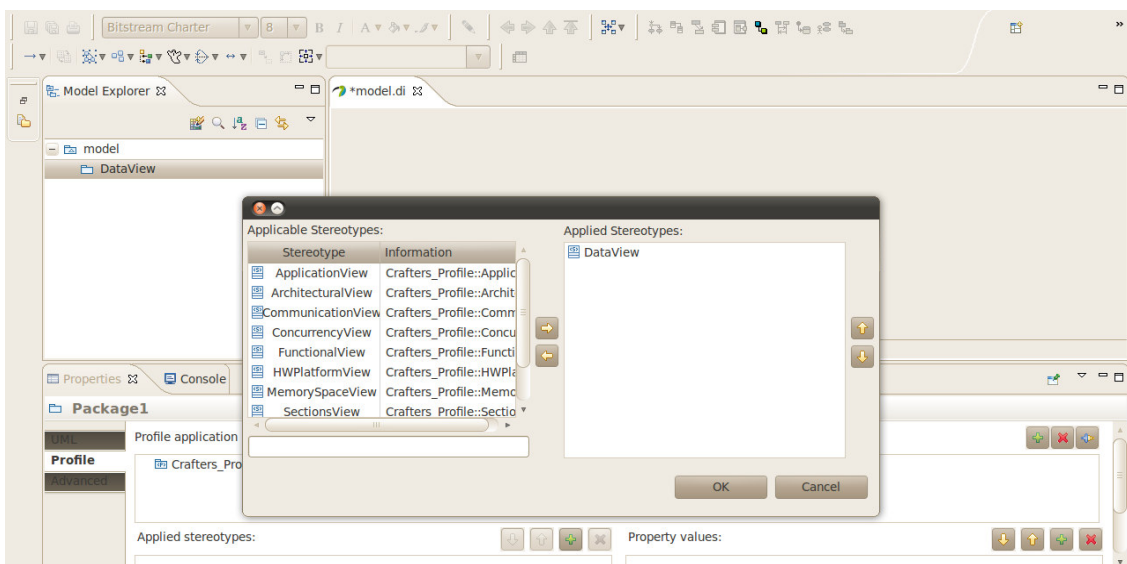 Bitstream Charter 8 B I A
»
Model Explorer
*model.di
model
DataView
Applicable Stereotypes:
Applied Stereotypes:
Stereotype Information
DataView
ApplicationView Crafters_Profile::Applic
ArchitecturalView Crafters_Profile::Archit
CommunicationView Crafters_Profile::Comm
ConcurrencyView Crafters_Profile::Concu
FunctionalView Crafters_Profile::Functi
HWPlatformView Crafters_Profile::HWPla
MemorySpaceView Crafters_Profile::Memo
SectionsView Crafters_Profile::Sectio
Properties Console
Package1
UML
Profile application
Profile
Crafters_Pro
Advanced
OK Cancel
Applied stereotypes:
Property values: